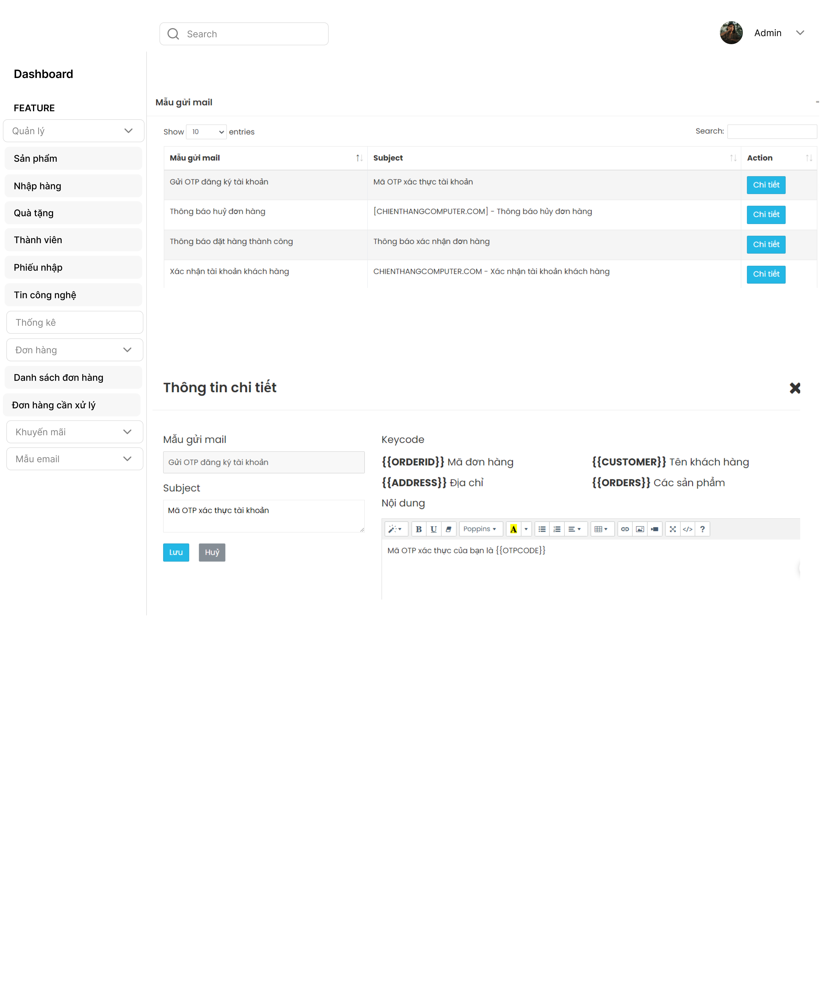 Search
Admin
Dashboard
FEATURE
Quản lý
Sản phẩm
Nhập hàng
Quà tặng
Thành viên
Phiếu nhập
Tin công nghệ
Thống kê
Đơn hàng
Danh sách đơn hàng
Đơn hàng cần xử lý
Khuyến mãi
Mẫu email
Mẫu gửi mail
Show 10 entries
Search:
Mẫu gửi mail Subject Action
Gửi OTP đăng ký tài khoản Mã OTP xác thực tài khoản Chi tiết
Thông báo huỷ đơn hàng [CHIENTHANGCOMPUTER.COM] - Thông báo hủy đơn hàng Chi tiết
Thông báo đặt hàng thành công Thông báo xác nhận đơn hàng Chi tiết
Xác nhận tài khoản khách hàng CHIENTHANGCOMPUTER.COM - Xác nhận tài khoản khách hàng Chi tiết
Thông tin chi tiết
Mẫu gửi mail
Gửi OTP đăng ký tài khoản
Subject
Mã OTP xác thực tài khoản
Lưu Huỷ
Keycode
{{ORDERID}} Mã đơn hàng {{CUSTOMER}} Tên khách hàng
{{ADDRESS}} Địa chỉ {{ORDERS}} Các sản phẩm
Nội dung
B U Poppins A </> ?
Mã OTP xác thực của bạn là {{OTPCODE}}